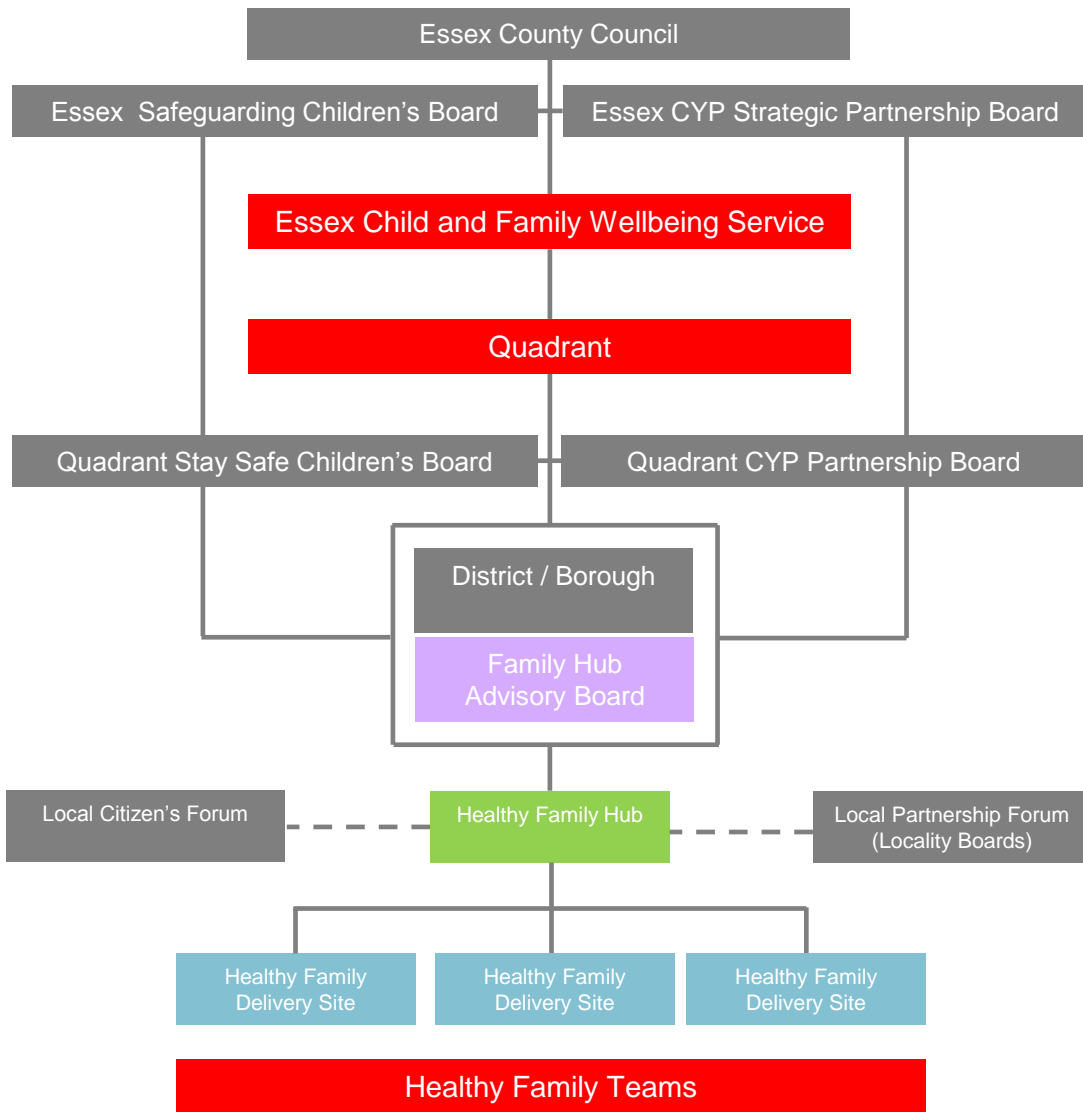 Essex County Council
Essex Safeguarding Children's Board
Essex CYP Strategic Partnership Board
Essex Child and Family Wellbeing Service
Quadrant
Quadrant Stay Safe Children's Board
Quadrant CYP Partnership Board
District / Borough
Family Hub
Advisory Board
Local Citizen's Forum
Healthy Family Hub
Local Partnership Forum
(Locality Boards)
Healthy Family
Delivery Site
Healthy Family
Delivery Site
Healthy Family
Delivery Site
Healthy Family Teams